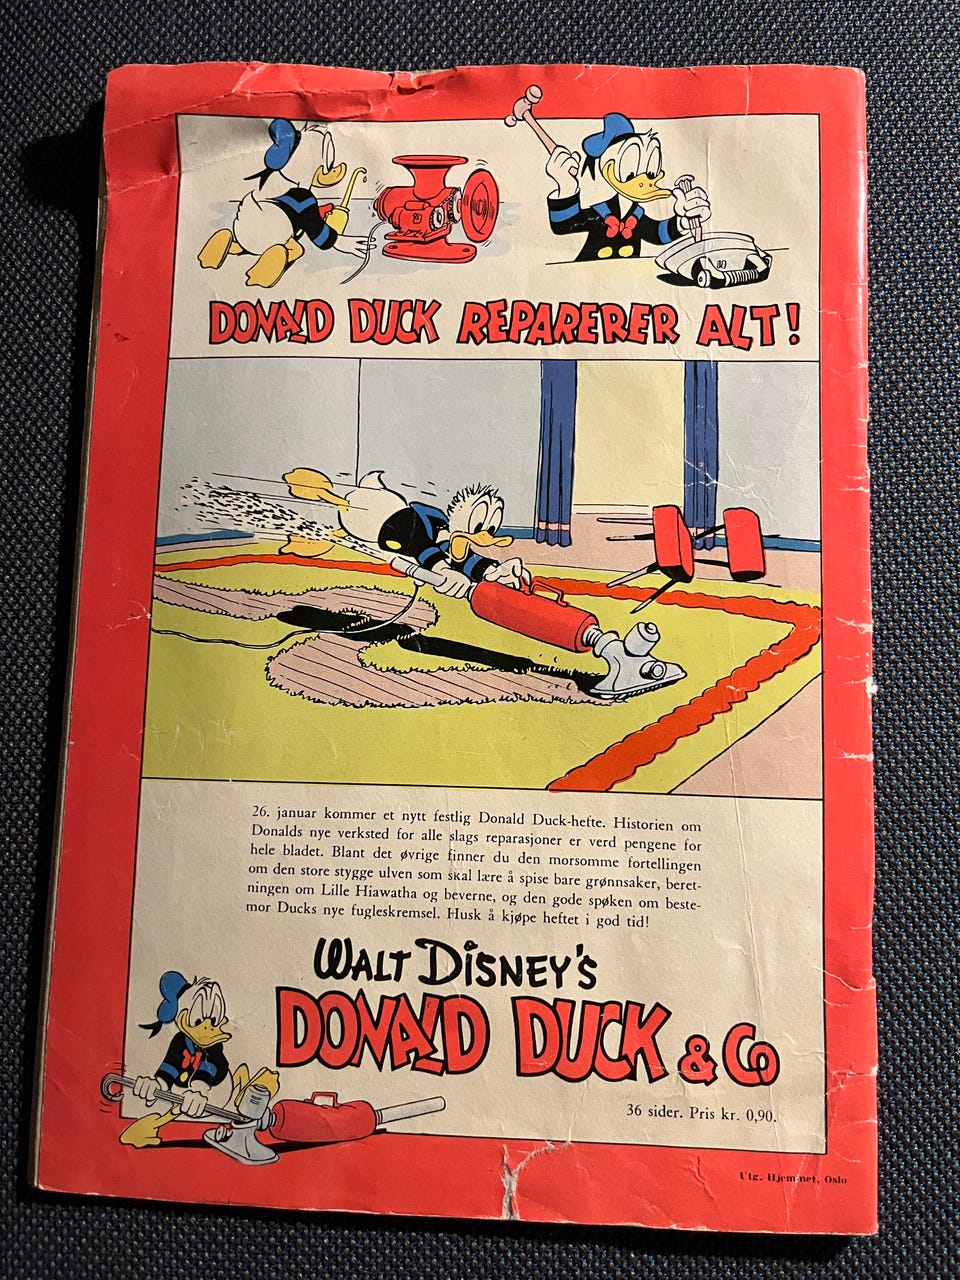 DONALD DUCK REPARERER ALT!
26. januar kommer et nytt festlig Donald Duck-hefte. Historien om
Donalds nye verksted for alle slags reparasjoner er verd pengene for
hele bladet. Blant det øvrige finner du den morsomme fortellingen
om den store stygge ulven som skal lære å spise bare grønnsaker, beret-
ningen om Lille Hiawatha og beverne, og den gode spøken om beste-
mor Ducks nye fugleskremsel. Husk å kjøpe heftet i god tid!
WALT DISNEY'S
DONALD DUCK & Co
36 sider. Pris kr. 0,90.
Utg. Hjemmet, Oslo